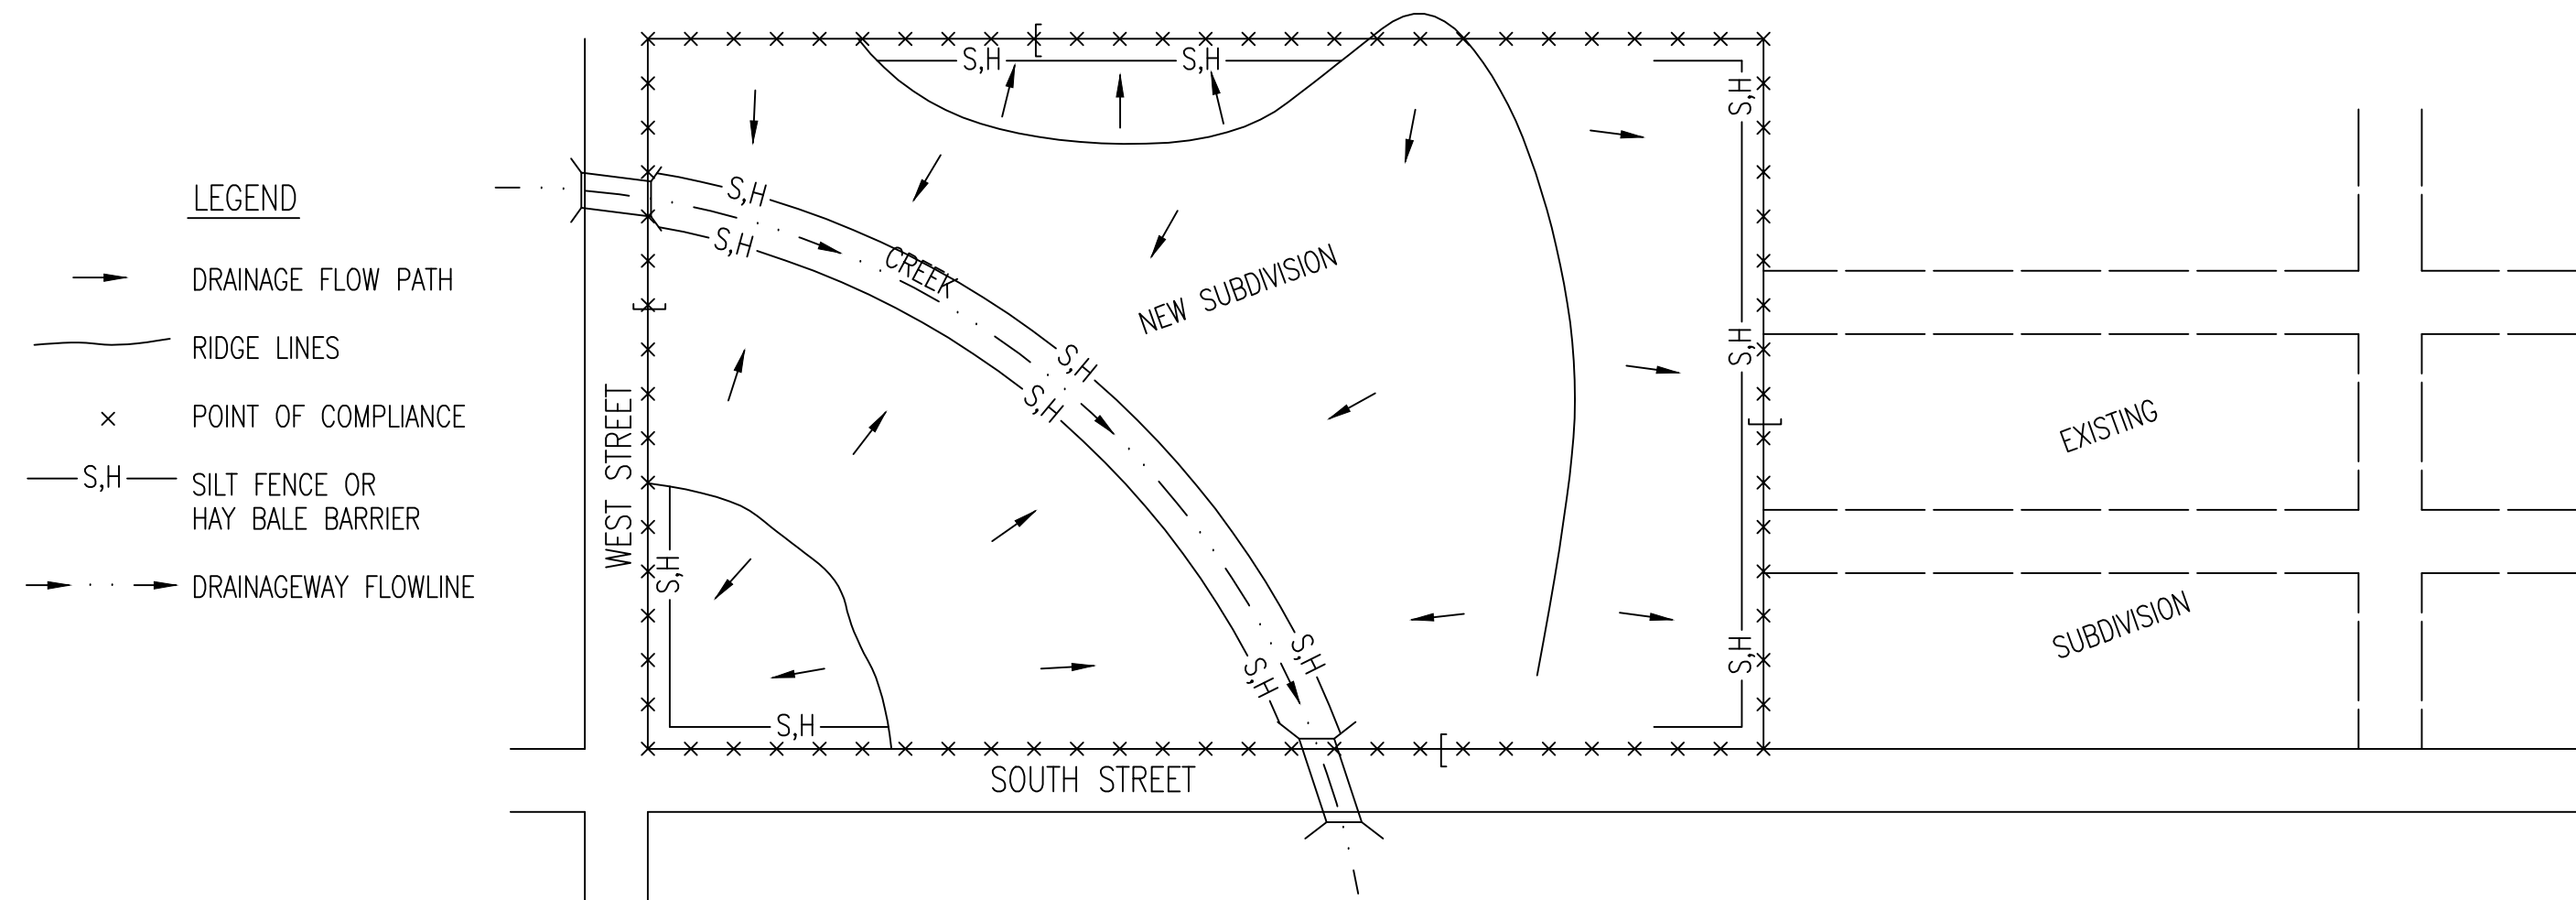 LEGEND
DRAINAGE FLOW PATH
RIDGE LINES
POINT OF COMPLIANCE
S,H
SILT FENCE OR
HAY BALE BARRIER
DRAINAGEWAY FLOWLINE
S,H
S,H
S,H
S,H
S,H
CREEK
NEW SUBDIVISION
S,H
S,H
S,H
WEST STREET
S,H
S,H
S,H
S,H
S,H
SOUTH STREET
EXISTING
SUBDIVISION